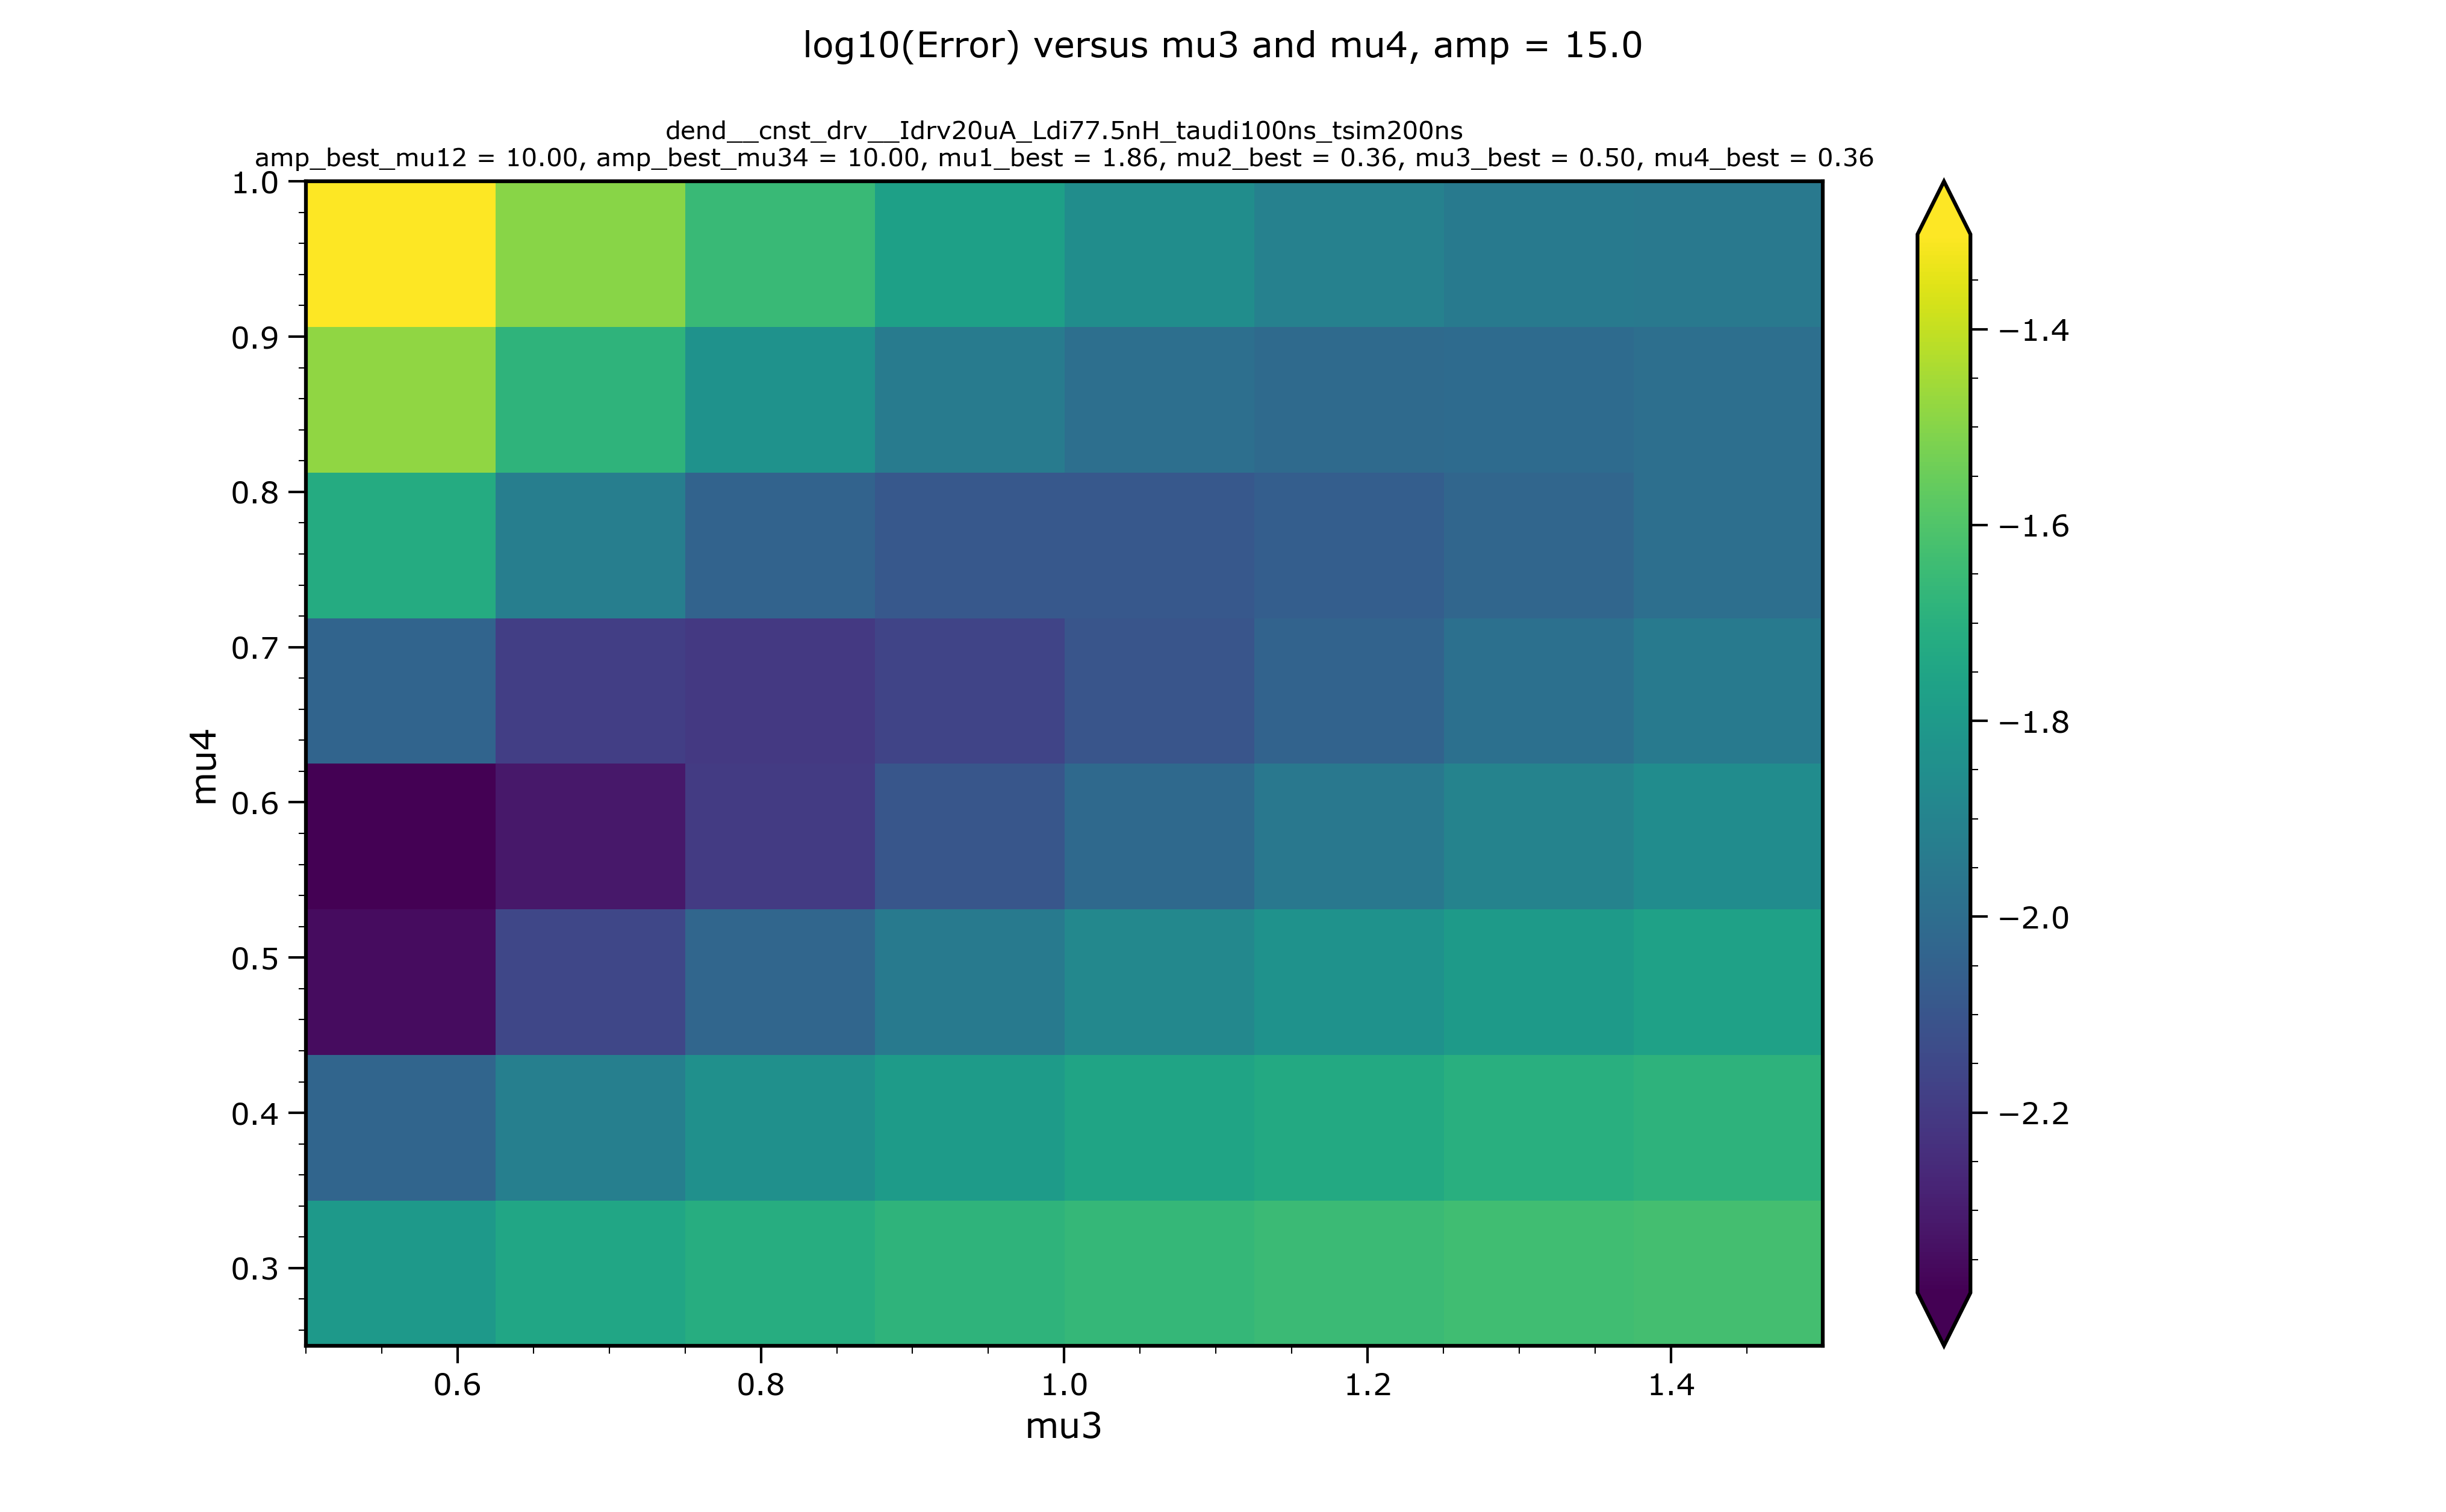 log10(Error) versus mu3 and mu4, amp = 15.0
dend__cnst_drv__Idrv20uA_Ldi77.5nH_taudi100ns_tsim200ns
amp_best_mu12 = 10.00, amp_best_mu34 = 10.00, mu1_best = 1.86, mu2_best = 0.36, mu3_best = 0.50, mu4_best = 0.36
1.0
0.9
0.8
0.7
0.6
0.5
0.4
0.3
mu4
0.6 0.8 1.0 1.2 1.4
mu3
−1.4
−1.6
−1.8
−2.0
−2.2